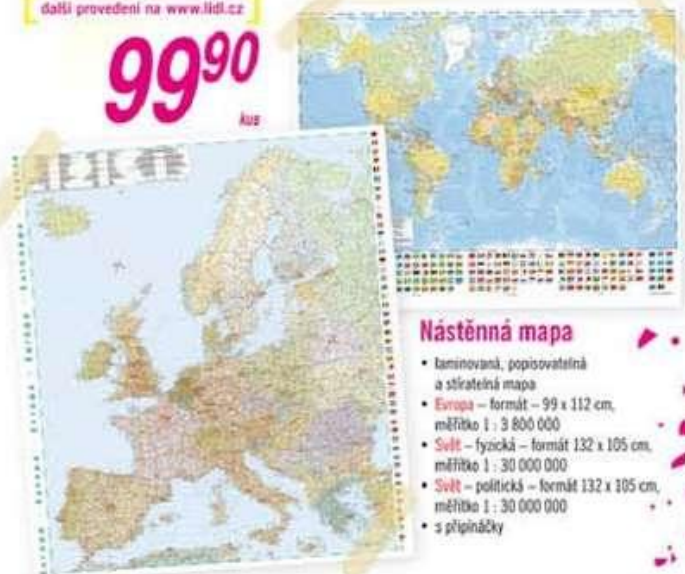 další provedení na www.lidl.cz
99⁹⁰
kus
Nástěnná mapa
• laminovaná, popisovatelná
a stíratelná mapa
• Evropa – formát – 99 x 112 cm,
měřítko 1 : 3 800 000
• Svět – fyzická – formát 132 x 105 cm,
měřítko 1 : 30 000 000
• Svět – politická – formát 132 x 105 cm,
měřítko 1 : 30 000 000
• s připínáčky